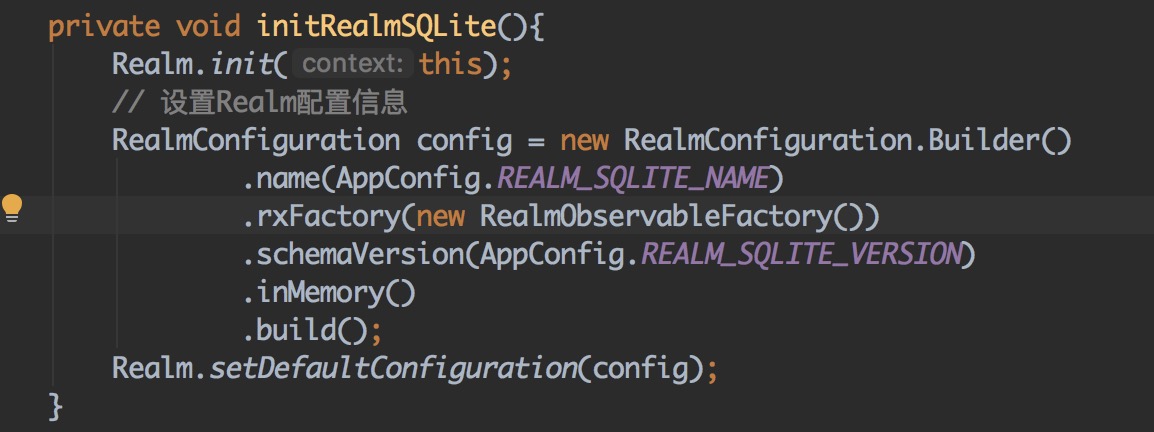 private void initRealmSQLite(){
Realm.init( context: this);
// 设置Realm配置信息
RealmConfiguration config = new RealmConfiguration.Builder()
.name(AppConfig.REALM_SQLITE_NAME)
.rxFactory(new RealmObservableFactory())
.schemaVersion(AppConfig.REALM_SQLITE_VERSION)
.inMemory()
.build();
Realm.setDefaultConfiguration(config);
}